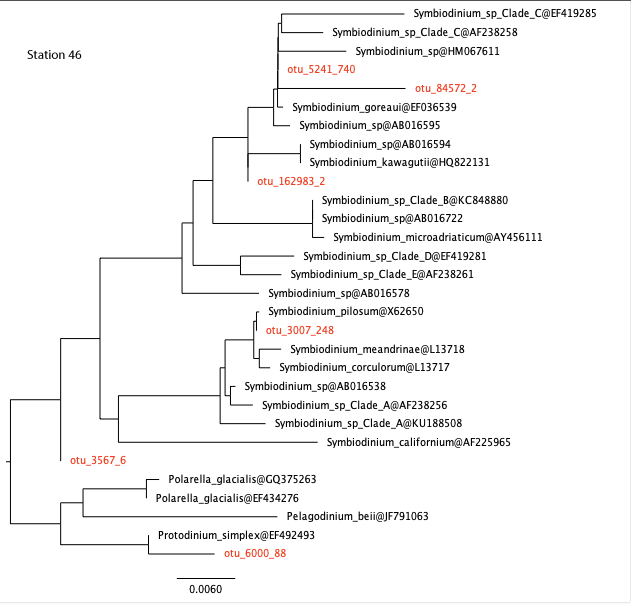 Symbiodinium_sp_Clade_C@EF419285
Symbiodinium_sp_Clade_C@AF238258
Symbiodinium_sp@HM067611
Station 46
otu_5241_740
otu_84572_2
Symbiodinium_goreaui@EF036539
Symbiodinium_sp@AB016595
Symbiodinium_sp@AB016594
Symbiodinium_kawagutii@HQ822131
otu_162983_2
Symbiodinium_sp_Clade_B@KC848880
Symbiodinium_sp@AB016722
Symbiodinium_microadriaticum@AY456111
Symbiodinium_sp_Clade_D@EF419281
Symbiodinium_sp_Clade_E@AF238261
Symbiodinium_sp@AB016578
Symbiodinium_pilosum@X62650
otu_3007_248
Symbiodinium_meandrinae@L13718
Symbiodinium_corculorum@L13717
Symbiodinium_sp@AB016538
Symbiodinium_sp_Clade_A@AF238256
Symbiodinium_sp_Clade_A@KU188508
Symbiodinium_californium@AF225965
otu_3567_6
Polarella_glacialis@GQ375263
Polarella_glacialis@EF434276
Pelagodinium_beii@JF791063
Protodinium_simplex@EF492493
otu_6000_88
0.0060